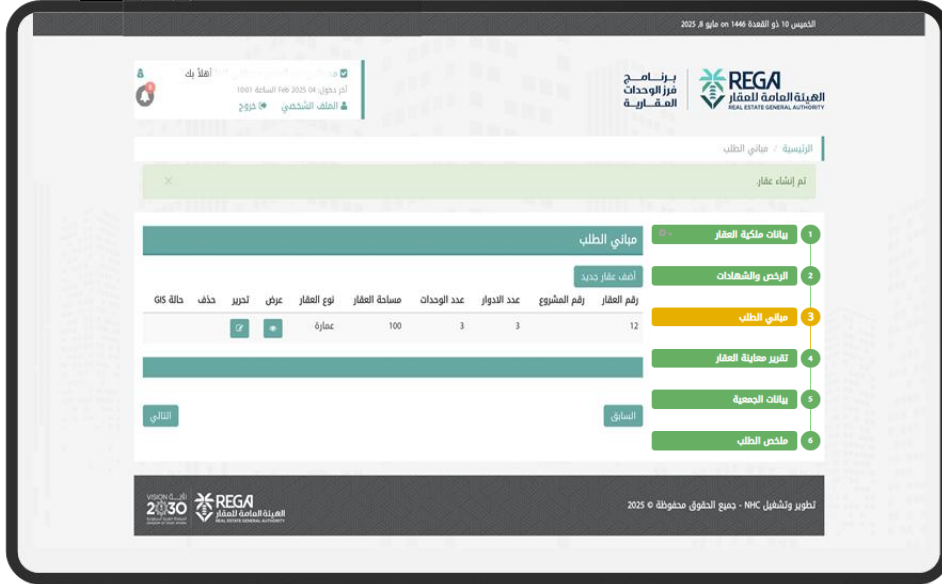 الخميس 10 ذو القعدة 1446 on مايو 8, 2025
REGA
الهيئة العامة للعقار
REAL ESTATE GENERAL AUTHORITY
برنامج
فرز الوحدات
العقارية
أهلاً بك
آخر دخول: 04 Feb 2025 الساعة 10:01
الملف الشخصي خروج
الرئيسية / مباني الطلب
تم إنشاء عقار.
1 بيانات ملكية العقار
2 الرخص والشهادات
3 مباني الطلب
4 تقرير معاينة العقار
5 بيانات الجمعية
6 ملخص الطلب
مباني الطلب
أضف عقار جديد
رقم العقار رقم المشروع عدد الادوار عدد الوحدات مساحة العقار نوع العقار عرض تحرير حذف حالة GIS
12 3 3 100 عمارة
السابق التالي
تطوير وتشغيل NHC - جميع الحقوق محفوظة © 2025
REGA
الهيئة العامة للعقار
REAL ESTATE GENERAL AUTHORITY
VISION رؤيـــة
2030